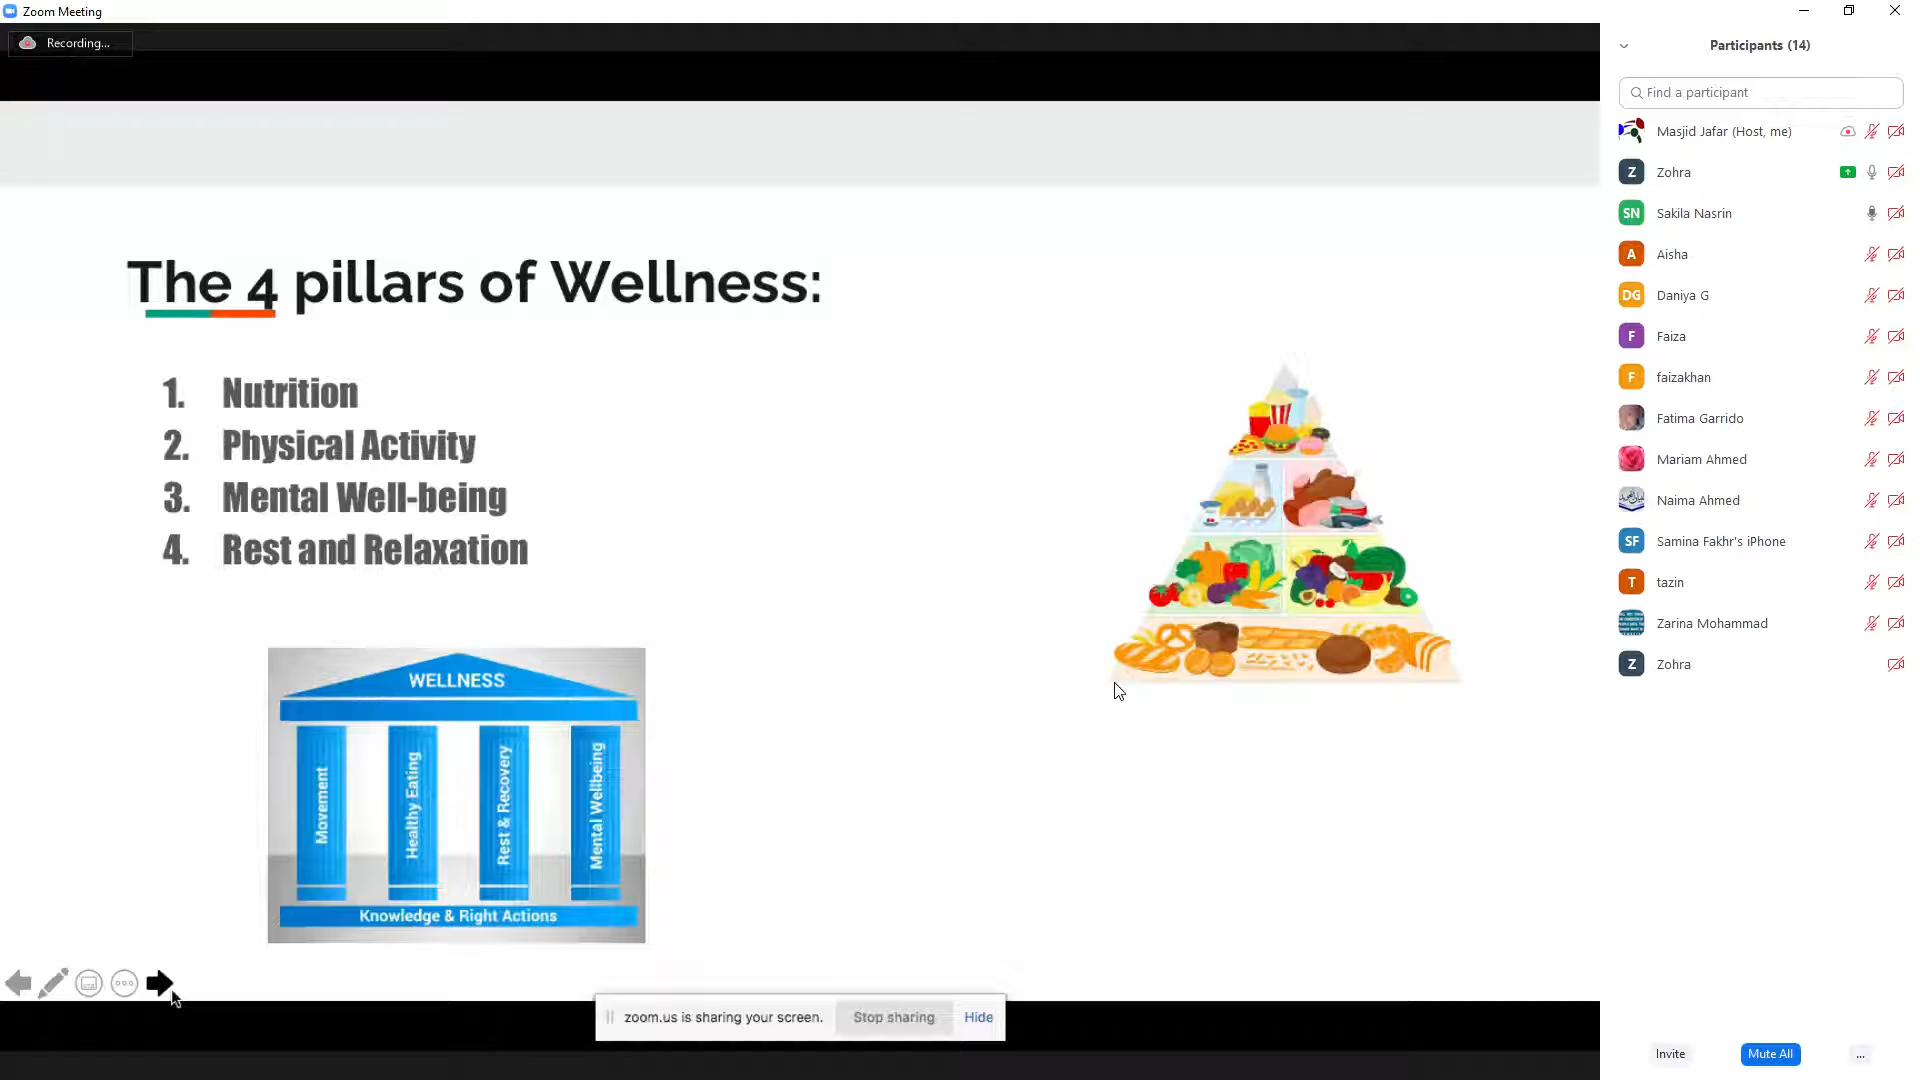 Zoom Meeting
Recording...
The 4 pillars of Wellness:
1. Nutrition
2. Physical Activity
3. Mental Well-being
4. Rest and Relaxation
WELLNESS
Movement
Healthy Eating
Rest & Recovery
Mental Wellbeing
Knowledge & Right Actions
zoom.us is sharing your screen. Stop sharing Hide
Participants (14)
Find a participant
Masjid Jafar (Host, me)
Z Zohra
SN Sakila Nasrin
A Aisha
DG Daniya G
F Faiza
F faizakhan
Fatima Garrido
Mariam Ahmed
Naima Ahmed
SF Samina Fakhr's iPhone
T tazin
Zarina Mohammad
Z Zohra
Invite Mute All ...